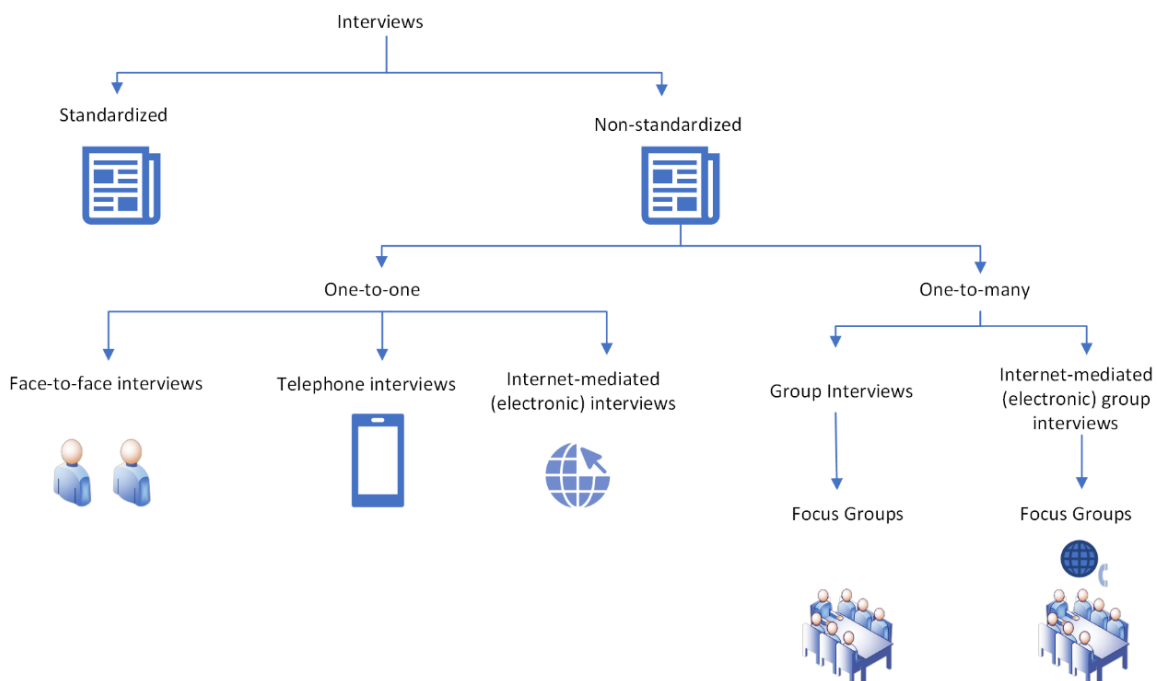 Interviews
Standardized
Non-standardized
One-to-one
One-to-many
Face-to-face interviews
Telephone interviews
Internet-mediated
(electronic) interviews
Group Interviews
Internet-mediated
(electronic) group
interviews
Focus Groups
Focus Groups